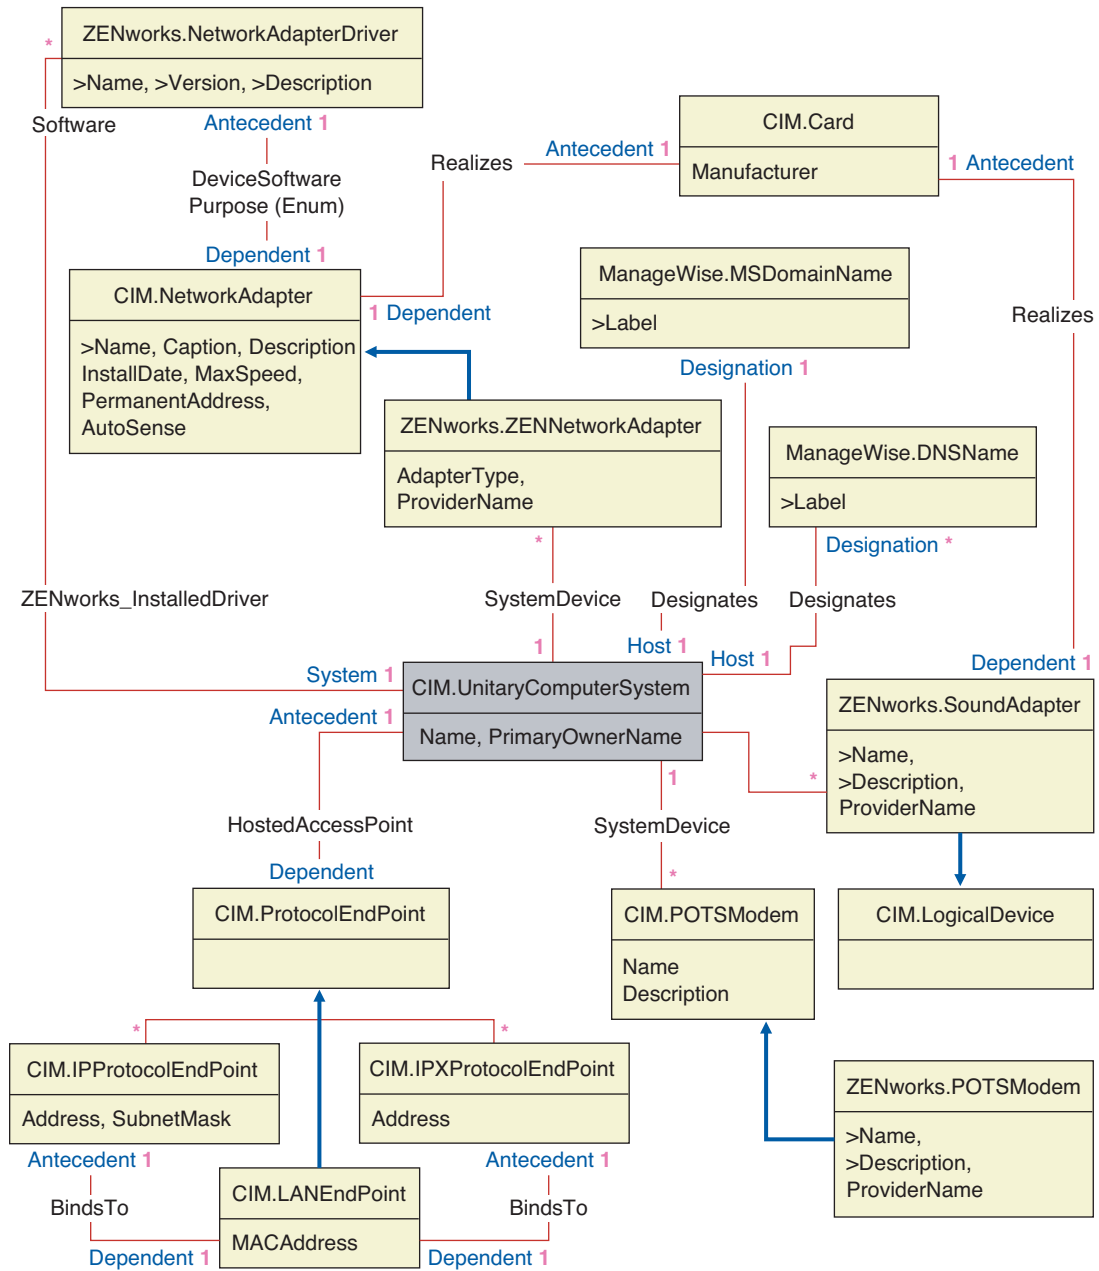 ZENworks.NetworkAdapterDriver
*
>Name, >Version, >Description
Software
Antecedent 1
DeviceSoftware
Purpose (Enum)
Dependent 1
CIM.Card
Manufacturer
Realizes
Antecedent 1
1 Antecedent
CIM.NetworkAdapter
1 Dependent
>Name, Caption, Description
InstallDate, MaxSpeed,
PermanentAddress,
AutoSense
ManageWise.MSDomainName
>Label
Designation 1
Realizes
ZENworks.ZENNetworkAdapter
AdapterType,
ProviderName
*
ManageWise.DNSName
>Label
Designation *
ZENworks_InstalledDriver
SystemDevice
Designates
Designates
1
Host 1
Host 1
Dependent 1
System 1
Antecedent 1
CIM.UnitaryComputerSystem
Name, PrimaryOwnerName
ZENworks.SoundAdapter
>Name,
>Description,
ProviderName
*
1
HostedAccessPoint
SystemDevice
Dependent
*
CIM.ProtocolEndPoint
CIM.POTSModem
Name
Description
CIM.LogicalDevice
*
*
CIM.IPProtocolEndPoint
Address, SubnetMask
CIM.IPXProtocolEndPoint
Address
ZENworks.POTSModem
>Name,
>Description,
ProviderName
Antecedent 1
Antecedent 1
BindsTo
BindsTo
CIM.LANEndPoint
MACAddress
Dependent 1
Dependent 1